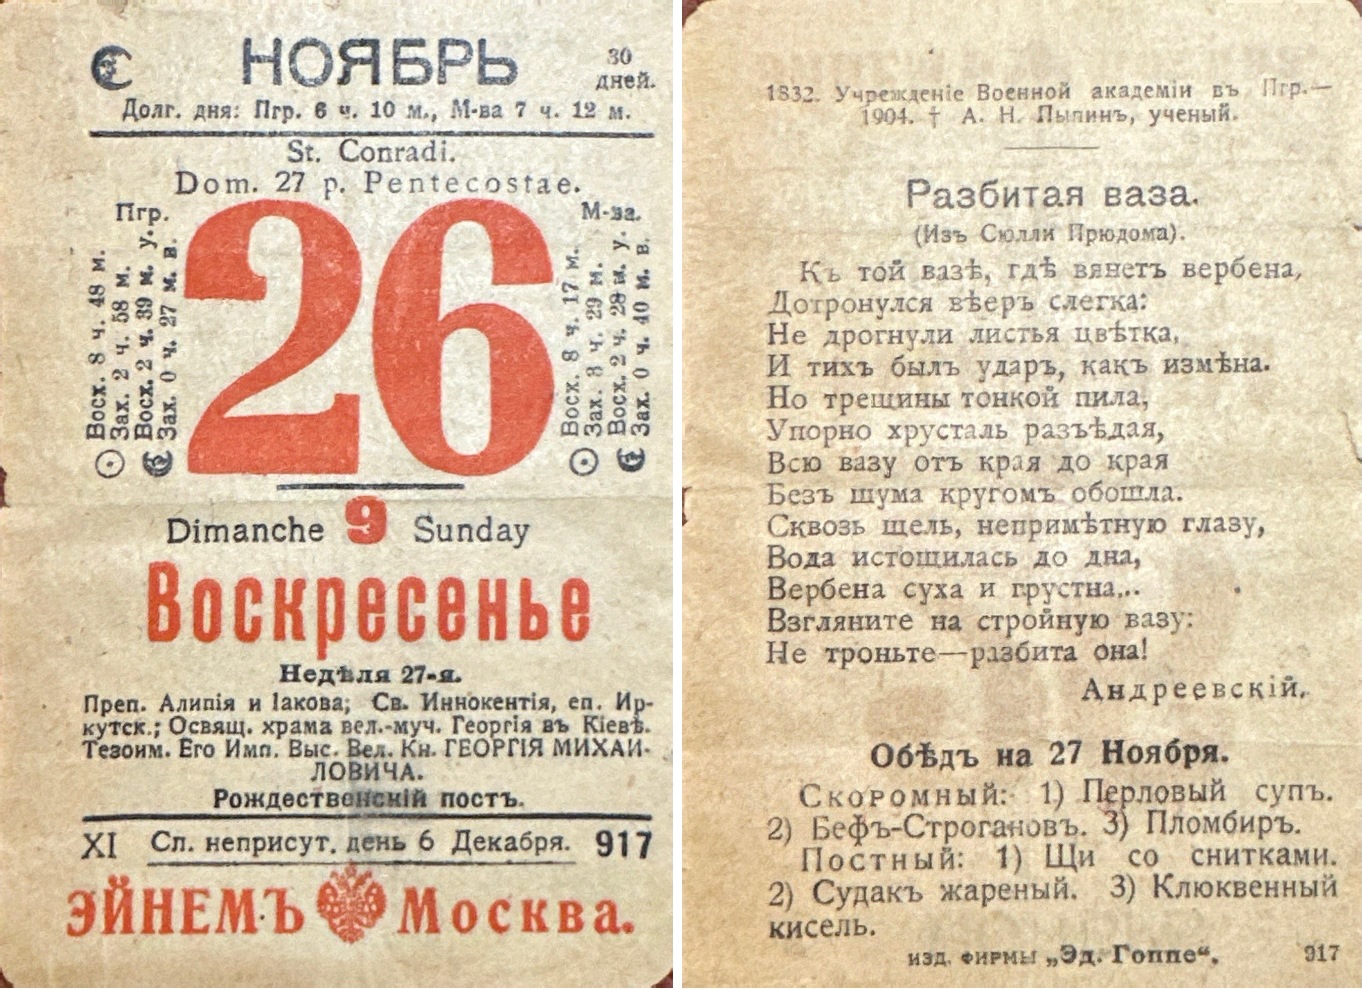 НОЯБРЬ
30
дней.
Долг. дня: Пгр. 6 ч. 10 м., М-ва 7 ч. 12 м.
St. Conradi.
Dom. 27 p. Pentecostae.
Пгр.
Восх. 8 ч. 48 м.
Зах. 2 ч. 58 м.
Восх. 2 ч. 39 м. у.
Зах. 0 ч. 27 м. в.
26
М-ва.
Восх. 8 ч. 17 м.
Зах. 3 ч. 29 м.
Восх. 2 ч. 28 м. у.
Зах. 0 ч. 40 м. в.
Dimanche 9 Sunday
Воскресенье
Недѣля 27-я.
Преп. Алипія и Іакова; Св. Иннокентія, еп. Ир-
кутск.; Освящ. храма вел.-муч. Георгія въ Кіевѣ.
Тезоим. Его Имп. Выс. Вел. Кн. ГЕОРГІЯ МИХАИ-
ЛОВИЧА.
Рождественскій постъ.
XI Сл. неприсут. день 6 Декабря. 917
ЭЙНЕМЪ Москва.
1832. Учрежденіе Военной академіи въ Пгр.—
1904. † А. Н. Пыпинъ, ученый.
Разбитая ваза.
(Изъ Сюлли Прюдома).
Къ той вазѣ, гдѣ вянетъ вербена,
Дотронулся вѣеръ слегка:
Не дрогнули листья цвѣтка,
И тихъ былъ ударъ, какъ измѣна.
Но трещины тонкой пила,
Упорно хрусталь разъѣдая,
Всю вазу отъ края до края
Безъ шума кругомъ обошла.
Сквозь щель, непримѣтную глазу,
Вода истощилась до дна,
Вербена суха и грустна...
Взгляните на стройную вазу:
Не троньте—разбита она!
Андреевскій.
Обѣдъ на 27 Ноября.
Скоромный: 1) Перловый супъ.
2) Бефъ-Строгановъ. 3) Пломбиръ.
Постный: 1) Щи со снитками.
2) Судакъ жареный. 3) Клюквенный
кисель.
изд. фирмы „Эд. Гоппе“. 917